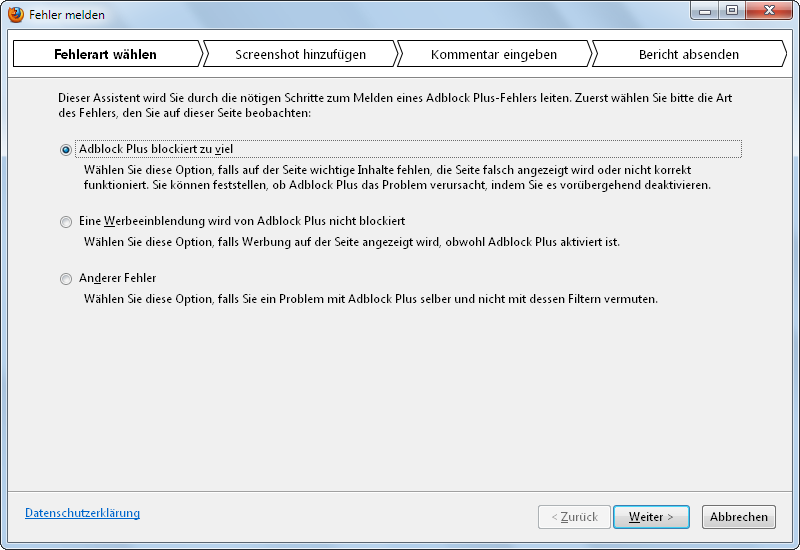 Fehler melden
Fehlerart wählen
Screenshot hinzufügen
Kommentar eingeben
Bericht absenden
Dieser Assistent wird Sie durch die nötigen Schritte zum Melden eines Adblock Plus-Fehlers leiten. Zuerst wählen Sie bitte die Art
des Fehlers, den Sie auf dieser Seite beobachten:
Adblock Plus blockiert zu viel
Wählen Sie diese Option, falls auf der Seite wichtige Inhalte fehlen, die Seite falsch angezeigt wird oder nicht korrekt
funktioniert. Sie können feststellen, ob Adblock Plus das Problem verursacht, indem Sie es vorübergehend deaktivieren.
Eine Werbeeinblendung wird von Adblock Plus nicht blockiert
Wählen Sie diese Option, falls Werbung auf der Seite angezeigt wird, obwohl Adblock Plus aktiviert ist.
Anderer Fehler
Wählen Sie diese Option, falls Sie ein Problem mit Adblock Plus selber und nicht mit dessen Filtern vermuten.
Datenschutzerklärung
< Zurück
Weiter >
Abbrechen